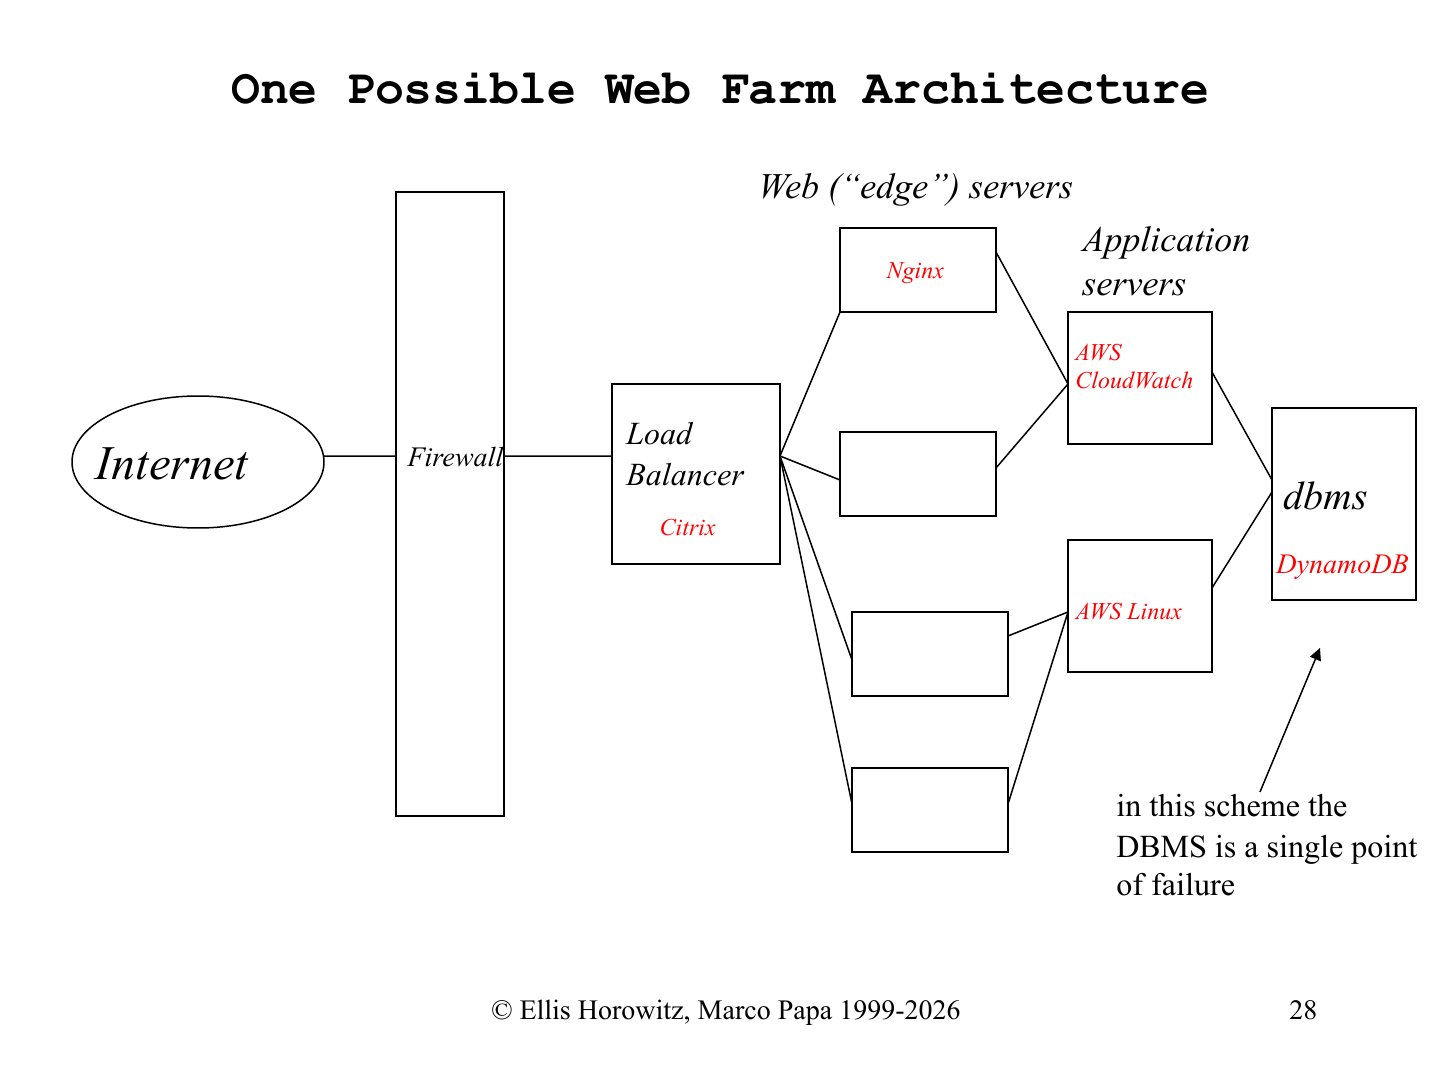 One Possible Web Farm Architecture
Web (“edge”) servers
Application
servers
Nginx
AWS
CloudWatch
Internet
Firewall
Load
Balancer
Citrix
dbms
DynamoDB
AWS Linux
in this scheme the
DBMS is a single point
of failure
© Ellis Horowitz, Marco Papa 1999-2026
28